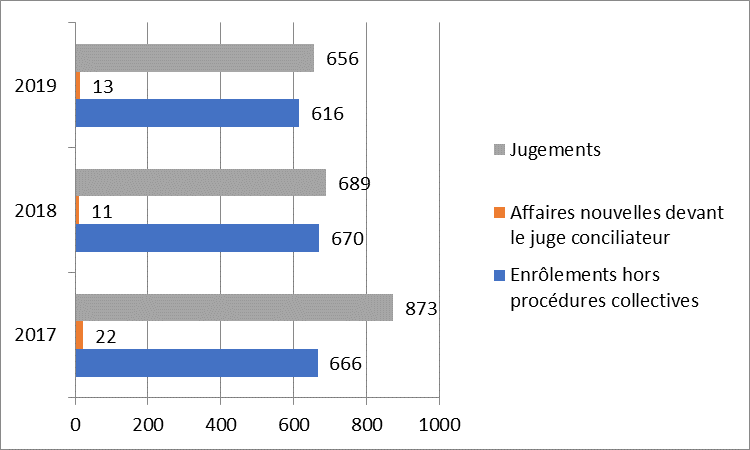 2019
656
13
616
2018
689
11
670
2017
873
22
666
0 200 400 600 800 1000
Jugements
Affaires nouvelles devant
le juge conciliateur
Enrôlements hors
procédures collectives